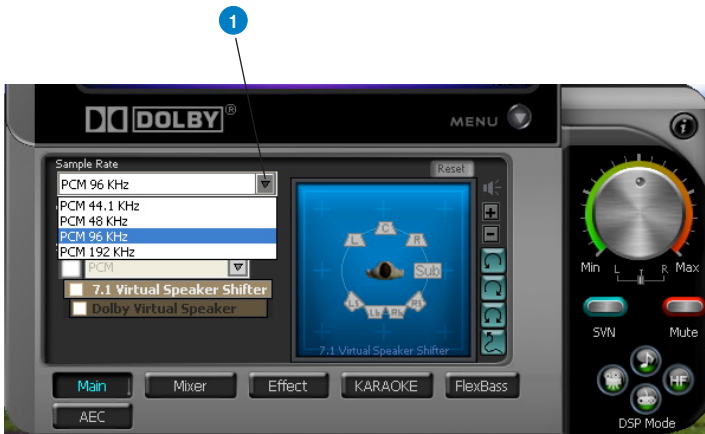 1
DOLBY®
MENU
i
Sample Rate
Reset
PCM 96 KHz
PCM 44.1 KHz
PCM 48 KHz
PCM 96 KHz
PCM 192 KHz
PCM
7.1 Virtual Speaker Shifter
Dolby Virtual Speaker
C
L
R
Sub
Ls
Lb
Rb
Rs
7.1 Virtual Speaker Shifter
Min
L
R
Max
SVN
Mute
HF
DSP Mode
Main
Mixer
Effect
KARAOKE
FlexBass
AEC